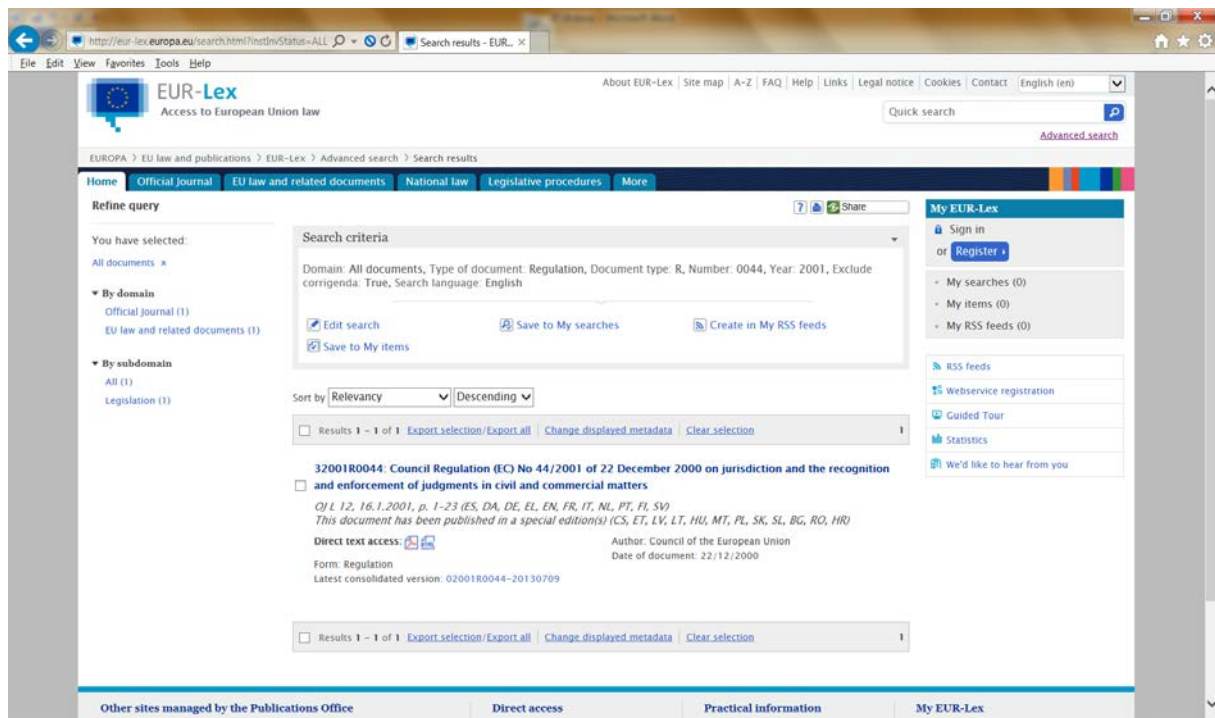 http://eur-lex.europa.eu/search.html?instInvStatus=ALL
Search results - EUR...
File Edit View Favorites Tools Help
EUR-Lex
Access to European Union law
About EUR-Lex | Site map | A-Z | FAQ | Help | Links | Legal notice | Cookies | Contact English (en)
Quick search
Advanced search
EUROPA > EU law and publications > EUR-Lex > Advanced search > Search results
Home Official Journal EU law and related documents National law Legislative procedures More
Refine query
You have selected:
All documents ×
By domain
Official Journal (1)
EU law and related documents (1)
By subdomain
All (1)
Legislation (1)
? Share
Search criteria
Domain: All documents, Type of document: Regulation, Document type: R, Number: 0044, Year: 2001, Exclude
corrigenda: True, Search language: English
Edit search Save to My searches Create in My RSS feeds
Save to My items
Sort by Relevancy Descending
Results 1 - 1 of 1 Export selection/Export all Change displayed metadata Clear selection 1
32001R0044: Council Regulation (EC) No 44/2001 of 22 December 2000 on jurisdiction and the recognition
and enforcement of judgments in civil and commercial matters
OJ L 12, 16.1.2001, p. 1-23 (ES, DA, DE, EL, EN, FR, IT, NL, PT, FI, SV)
This document has been published in a special edition(s) (CS, ET, LV, LT, HU, MT, PL, SK, SL, BG, RO, HR)
Direct text access:
Author: Council of the European Union
Date of document: 22/12/2000
Form: Regulation
Latest consolidated version: 02001R0044-20130709
Results 1 - 1 of 1 Export selection/Export all Change displayed metadata Clear selection 1
My EUR-Lex
Sign in
or Register
My searches (0)
My items (0)
My RSS feeds (0)
RSS feeds
Webservice registration
Guided Tour
Statistics
We'd like to hear from you
Other sites managed by the Publications Office Direct access Practical information My EUR-Lex